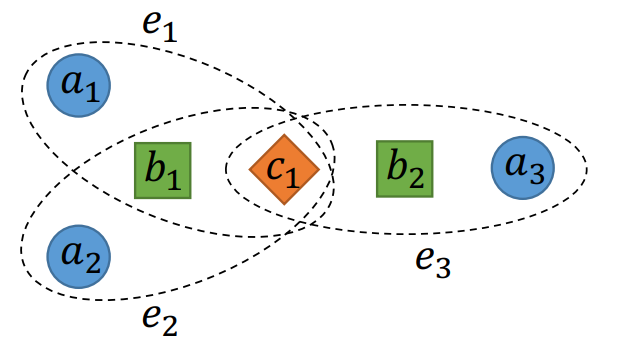 e₁
a₁
b₁ c₁ b₂ a₃
a₂
e₃
e₂